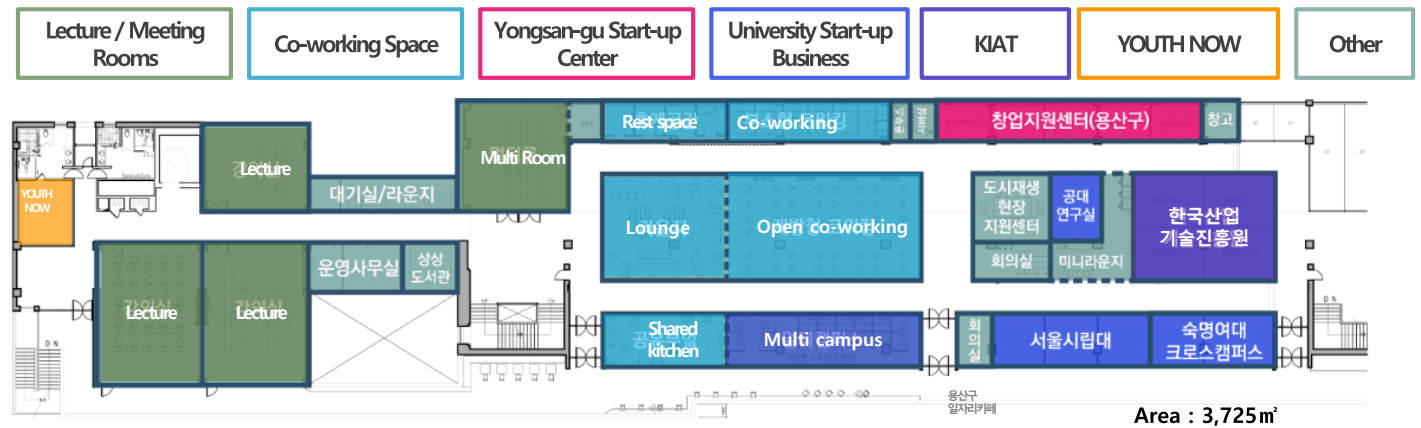 Lecture / Meeting
Rooms
Co-working Space
Yongsan-gu Start-up
Center
University Start-up
Business
KIAT
YOUTH NOW
Other
Rest space
Co-working
창업지원센터(용산구)
창고
Multi Room
Lecture
대기실/라운지
YOUTH
NOW
Lounge
Open co-working
도시재생
현장
지원센터
공대
연구실
한국산업
기술진흥원
회의실
미니라운지
운영사무실
상상
도서관
Lecture
Lecture
Shared
kitchen
Multi campus
회의실
서울시립대
숙명여대
크로스캠퍼스
D N
UP
DN
D N
용산구
일자리카페
Area : 3,725㎡